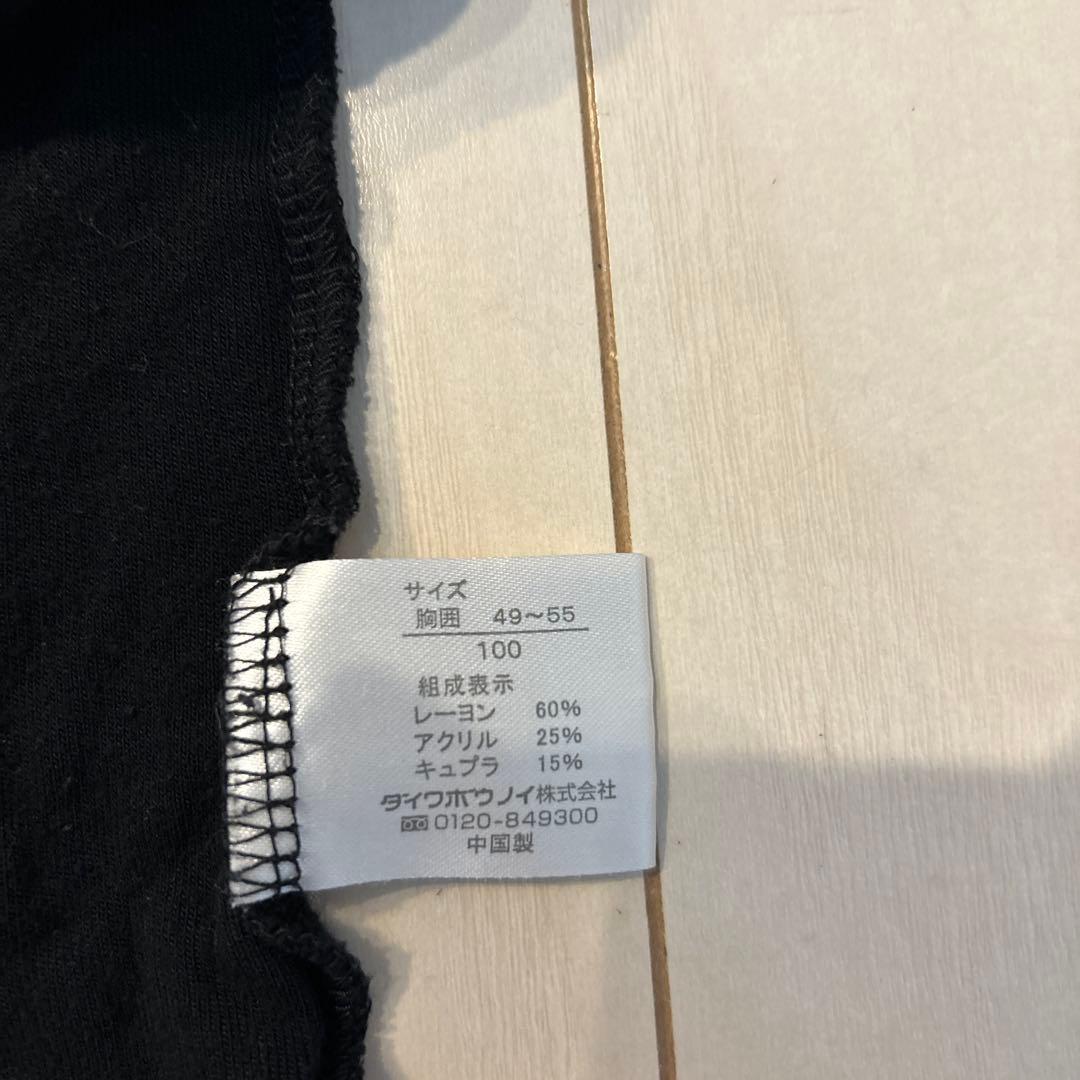 サイズ
胸囲 49～55
100
組成表示
レーヨン 60%
アクリル 25%
キュプラ 15%
ダイワボウノイ株式会社
0120-849300
中国製